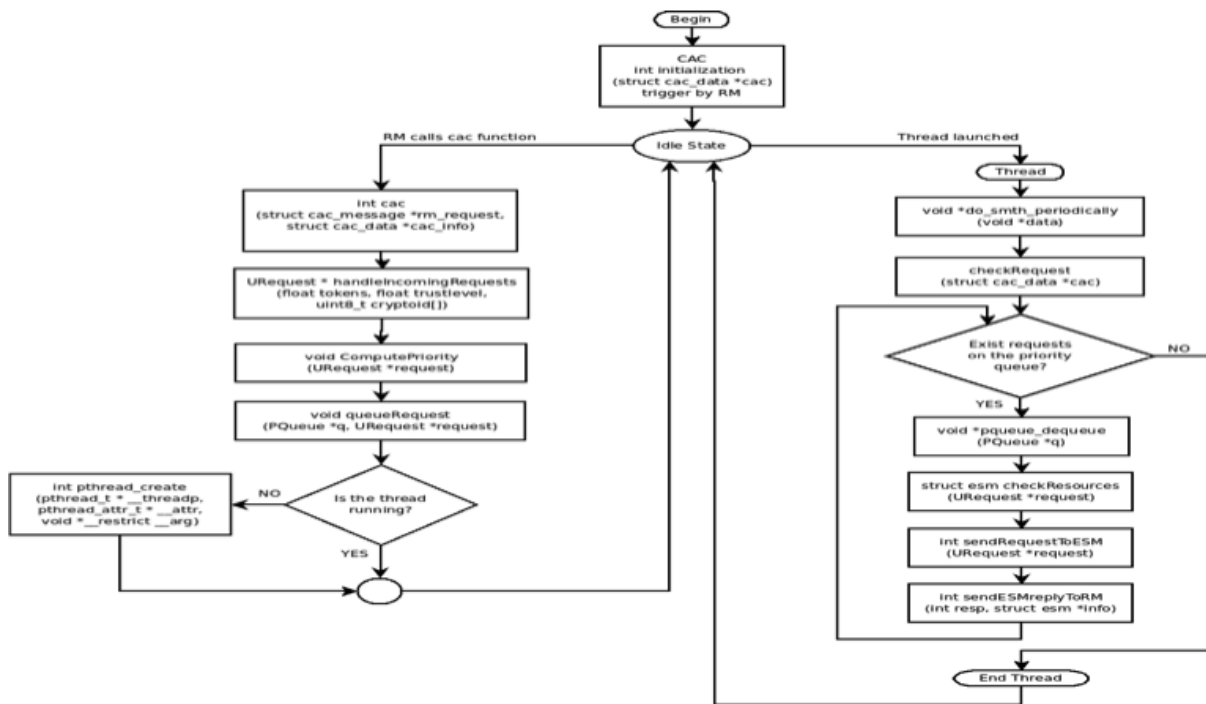 Begin
CAC
int initialization
(struct cac_data *cac)
trigger by RM
RM calls cac function
Idle State
Thread launched
int cac
(struct cac_message *rm_request,
struct cac_data *cac_info)
URequest * handleIncomingRequests
(float tokens, float trustlevel,
uint8_t cryptoid[])
void ComputePriority
(URequest *request)
void queueRequest
(PQueue *q, URequest *request)
Is the thread
running?
NO
YES
int pthread_create
(pthread_t * __threadp,
pthread_attr_t * __attr,
void *__restrict __arg)
Thread
void *do_smth_periodically
(void *data)
checkRequest
(struct cac_data *cac)
Exist requests
on the priority
queue?
NO
YES
void *pqueue_dequeue
(PQueue *q)
struct esm checkResources
(URequest *request)
int sendRequestToESM
(URequest *request)
int sendESMreplyToRM
(int resp, struct esm *info)
End Thread